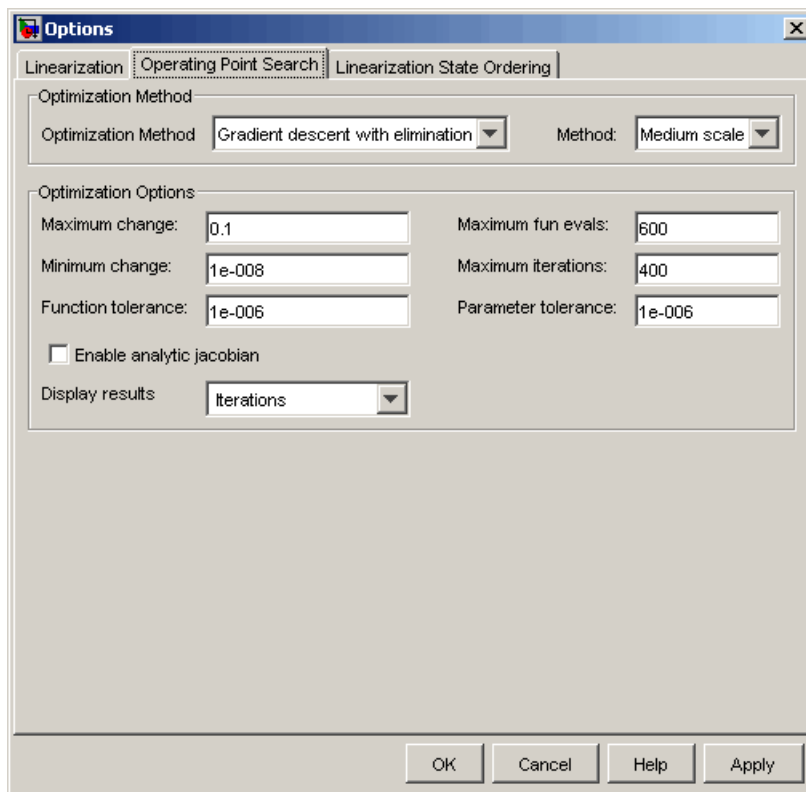 Options
Linearization Operating Point Search Linearization State Ordering
Optimization Method
Optimization Method Gradient descent with elimination Method: Medium scale
Optimization Options
Maximum change: 0.1 Maximum fun evals: 600
Minimum change: 1e-008 Maximum iterations: 400
Function tolerance: 1e-006 Parameter tolerance: 1e-006
Enable analytic jacobian
Display results Iterations
OK Cancel Help Apply